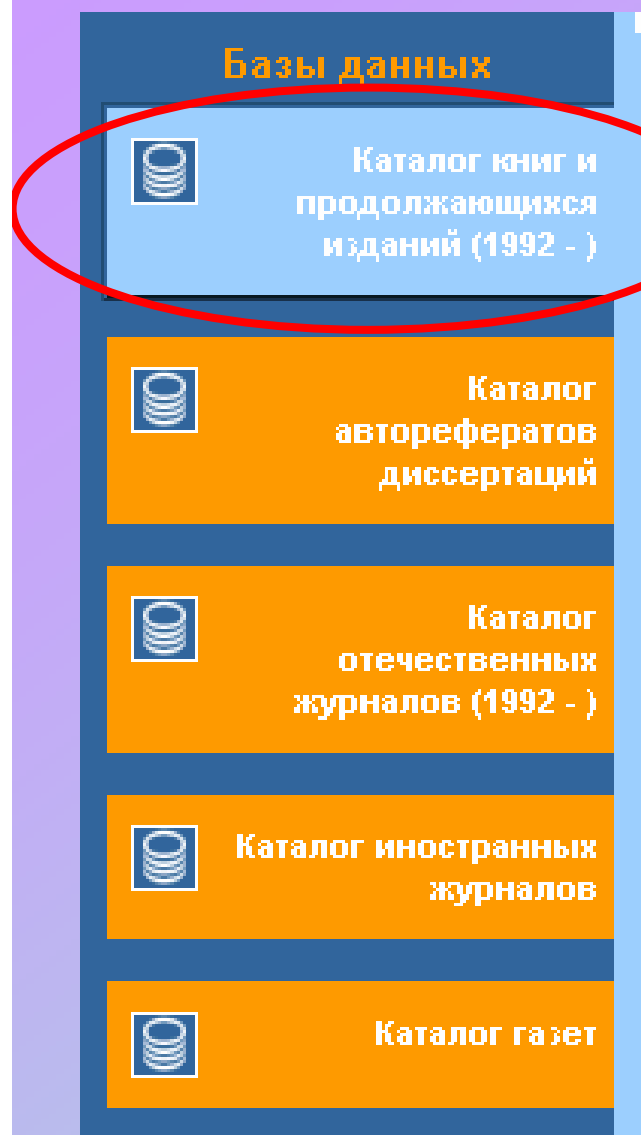 Базы данных
Каталог книг и
продолжающихся
изданий (1992 - )
Каталог
авторефератов
диссертаций
Каталог
отечественных
журналов (1992 - )
Каталог иностранных
журналов
Каталог газет